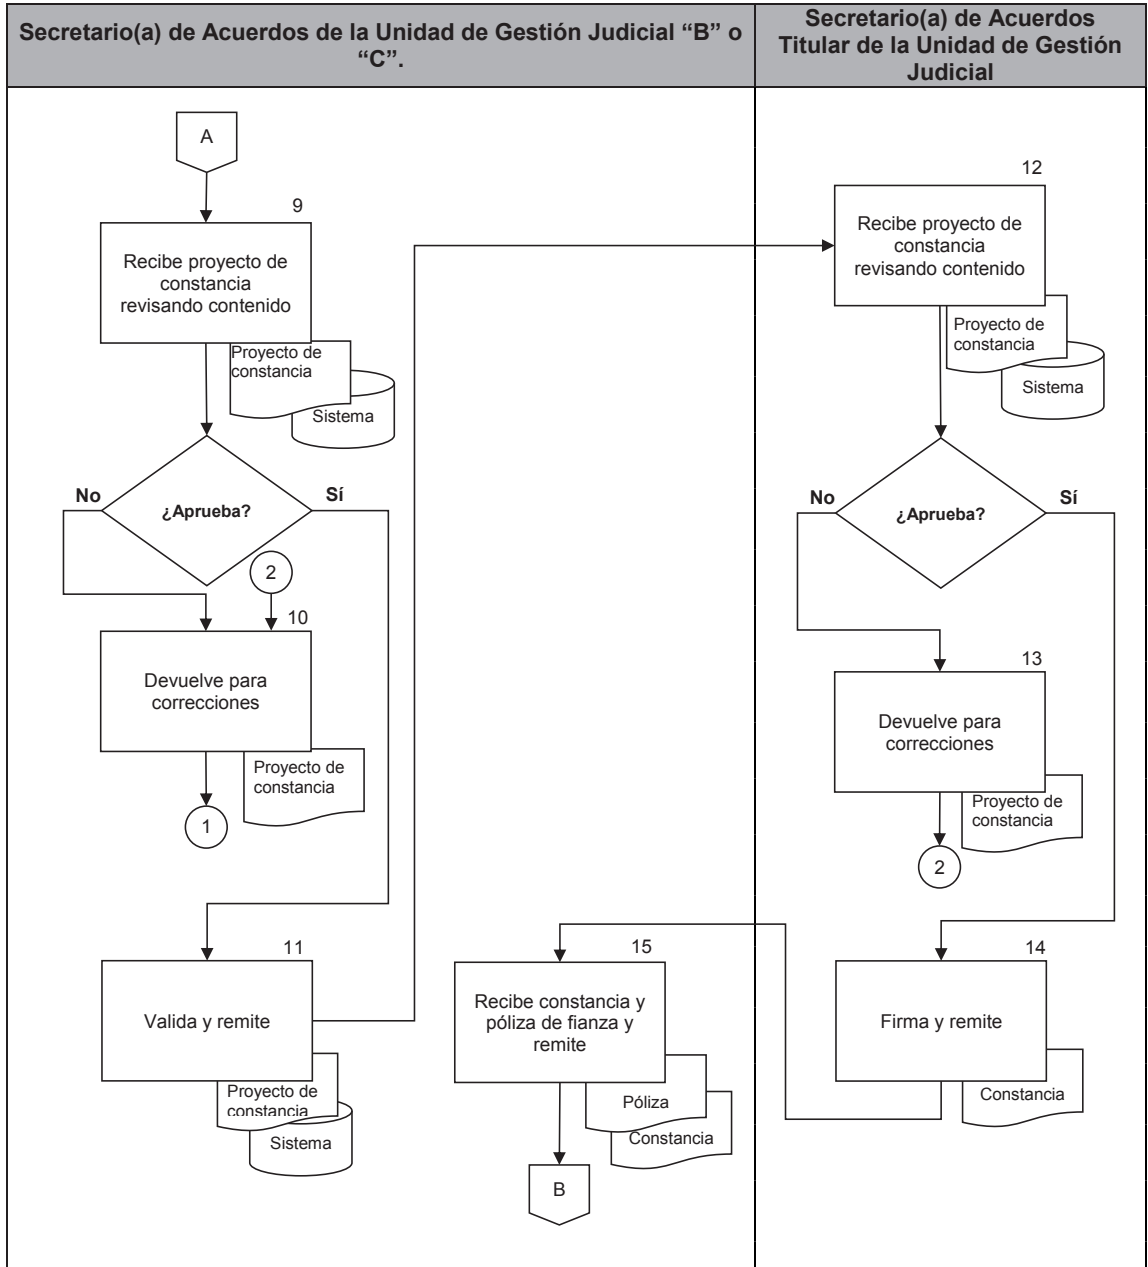 Secretario(a) de Acuerdos de la Unidad de Gestión Judicial “B” o
“C”.
Secretario(a) de Acuerdos
Titular de la Unidad de Gestión
Judicial
A
9
Recibe proyecto de
constancia
revisando contenido
Proyecto de
constancia
Sistema
No
¿Aprueba?
Sí
2
10
Devuelve para
correcciones
Proyecto de
constancia
1
11
Valida y remite
Proyecto de
constancia
Sistema
12
Recibe proyecto de
constancia
revisando contenido
Proyecto de
constancia
Sistema
No
¿Aprueba?
Sí
13
Devuelve para
correcciones
Proyecto de
constancia
2
14
Firma y remite
Constancia
15
Recibe constancia y
póliza de fianza y
remite
Póliza
Constancia
B